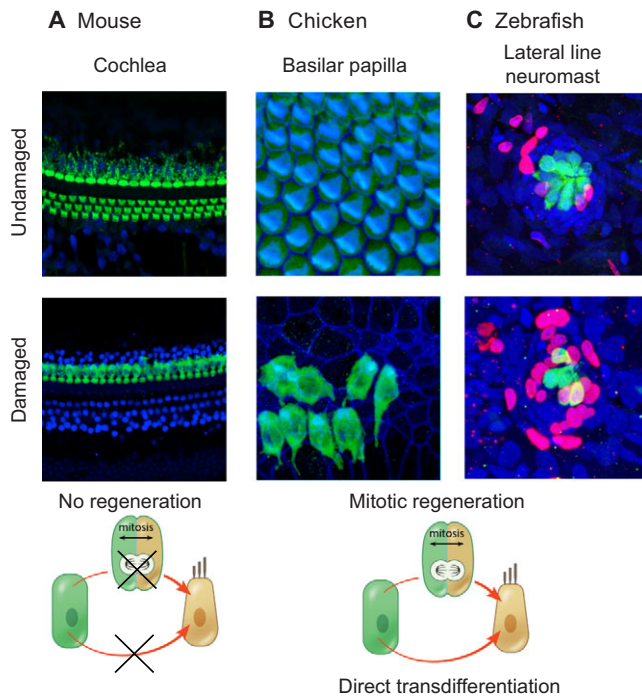 A Mouse
B Chicken
C Zebrafish
Cochlea
Basilar papilla
Lateral line
neuromast
Undamaged
Damaged
No regeneration
Mitotic regeneration
mitosis
mitosis
Direct transdifferentiation